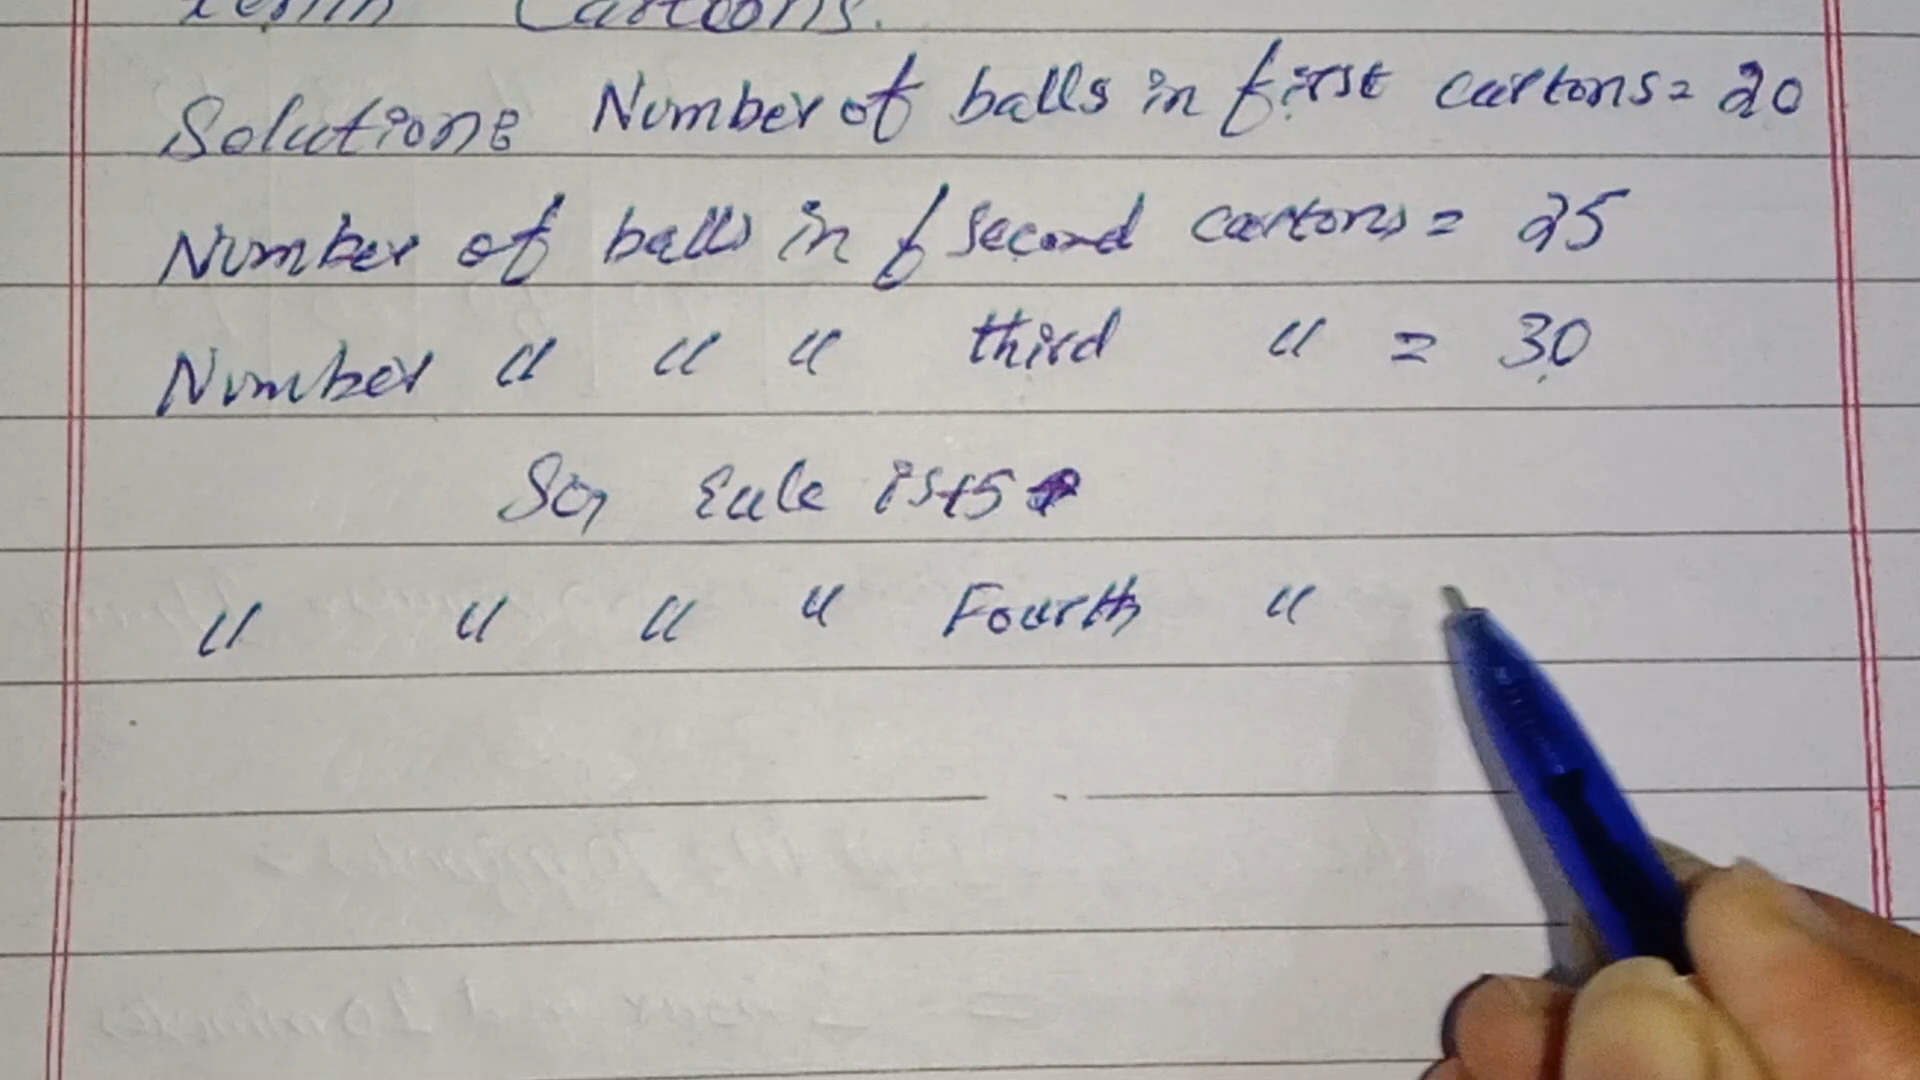 Cartoons.
Solution: Number of balls in first cartons = 20
Number of balls in f second cartons = 25
Number " " " third " = 30
So, rule is +5
" " " " Fourth "